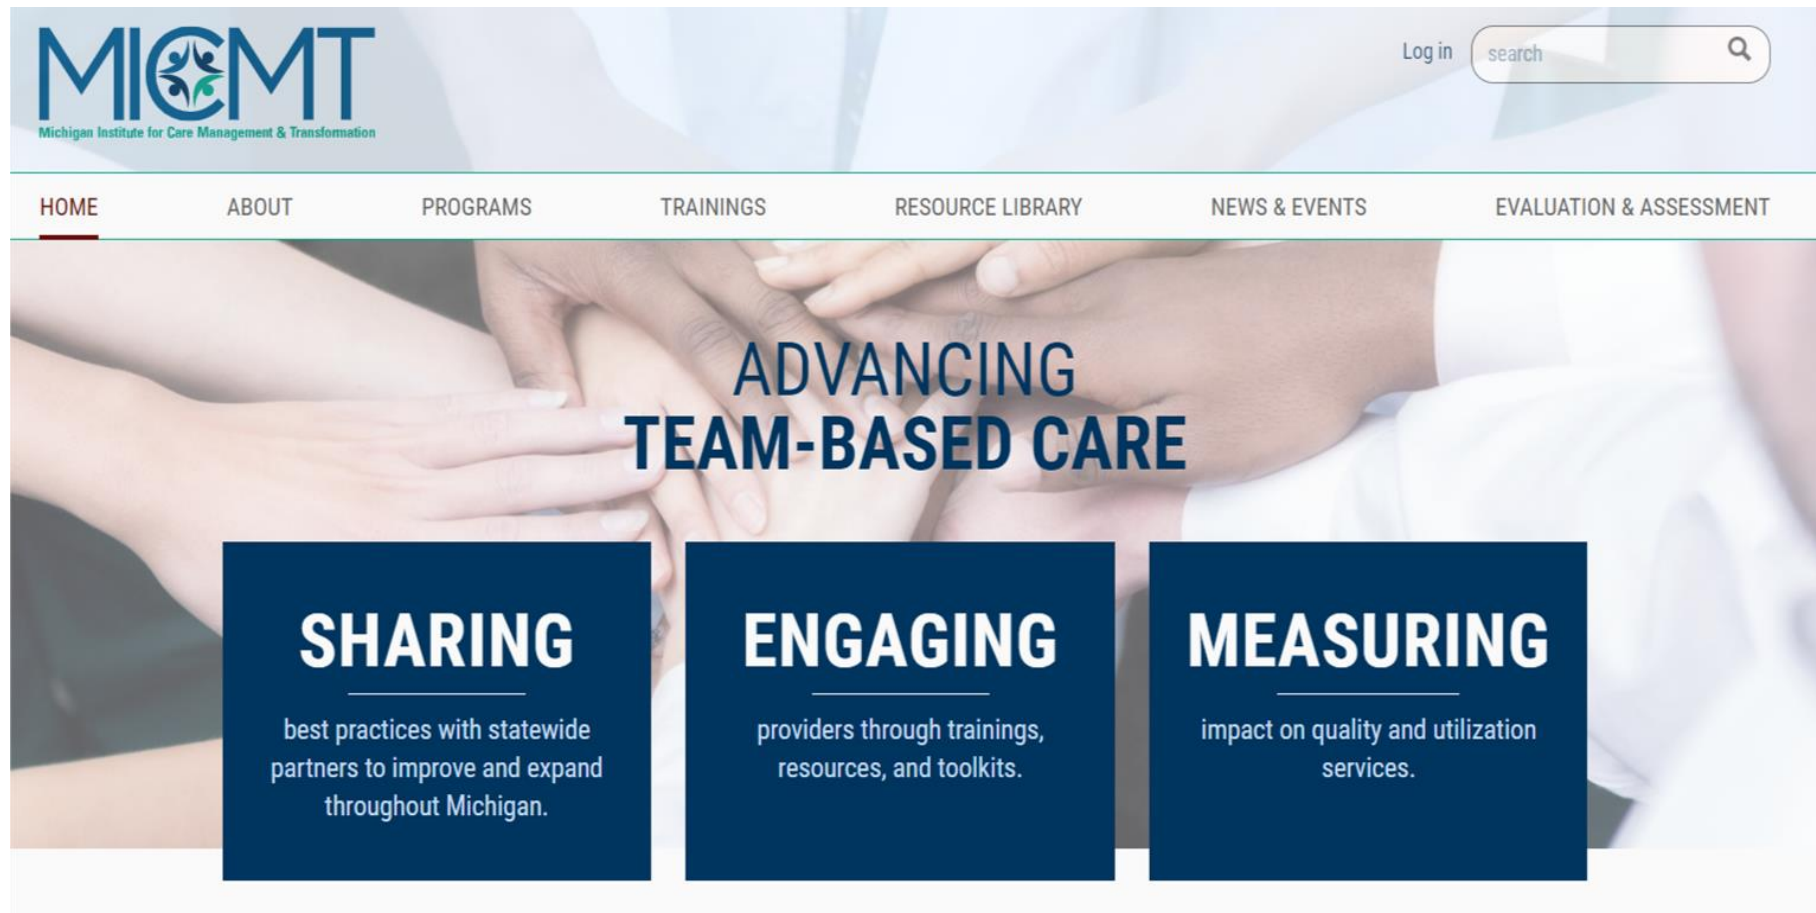 MICMT
Michigan Institute for Care Management & Transformation
Log in
search
HOME ABOUT PROGRAMS TRAININGS RESOURCE LIBRARY NEWS & EVENTS EVALUATION & ASSESSMENT
ADVANCING
TEAM-BASED CARE
SHARING
best practices with statewide
partners to improve and expand
throughout Michigan.
ENGAGING
providers through trainings,
resources, and toolkits.
MEASURING
impact on quality and utilization
services.